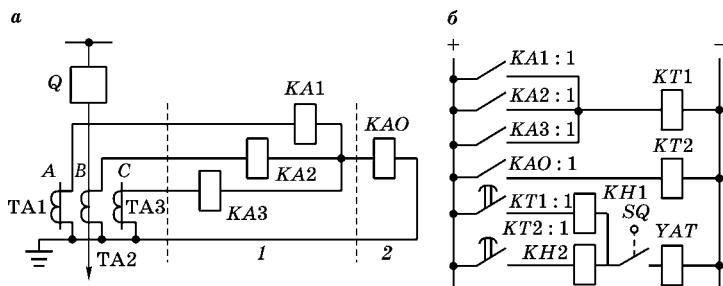 а
Q
KA1
KAO
A
B
C
KA2
TA1
TA3
KA3
TA2
1
2
б
+
–
KA1 : 1
KT1
KA2 : 1
KA3 : 1
KT2
KAO : 1
KT1 : 1
KH1
SQ
KT2 : 1
YAT
KH2